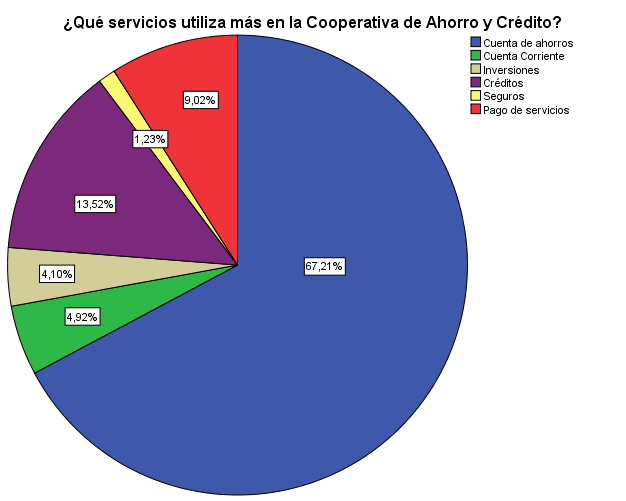 ¿Qué servicios utiliza más en la Cooperativa de Ahorro y Crédito?
Cuenta de ahorros
Cuenta Corriente
Inversiones
Créditos
Seguros
Pago de servicios
9,02%
1,23%
13,52%
67,21%
4,10%
4,92%